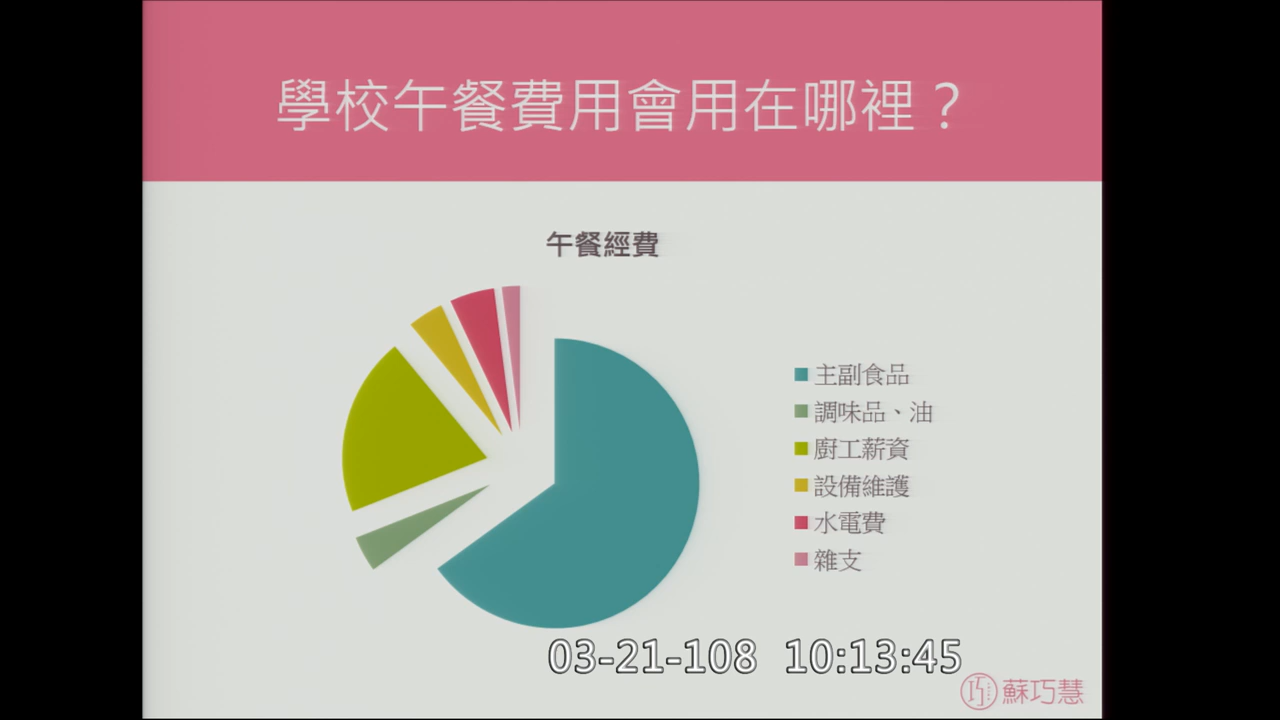 學校午餐費用會用在哪裡？
午餐經費
主副食品
調味品、油
廚工薪資
設備維護
水電費
雜支
03-21-108 10:13:45
巧 蘇巧慧